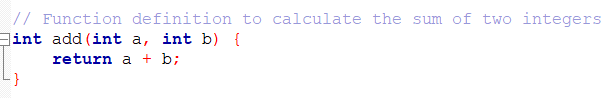 // Function definition to calculate the sum of two integers
int add(int a, int b) {
    return a + b;
}